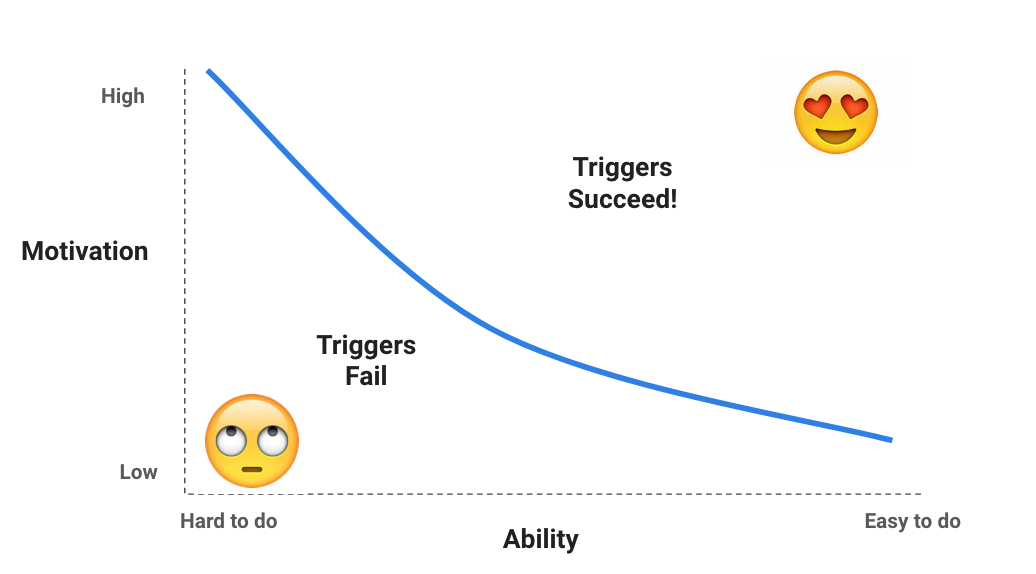 High
Triggers
Succeed!
Motivation
Triggers
Fail
Low
Hard to do
Easy to do
Ability